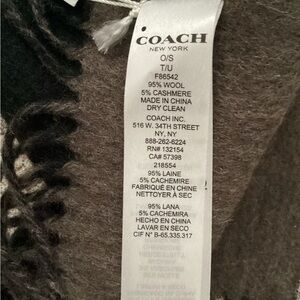 COACH
NEW YORK
O/S
T/U
F86542
95% WOOL
5% CASHMERE
MADE IN CHINA
DRY CLEAN
COACH INC.
516 W. 34TH STREET
NY, NY
888-262-6224
RN# 132154
CA# 57398
218554
95% LAINE
5% CACHEMIRE
FABRIQUÉ EN CHINE
NETTOYER À SEC
95% LANA
5% CACHEMIRA
HECHO EN CHINA
LAVAR EN SECO
CIF N° B-65.335.317